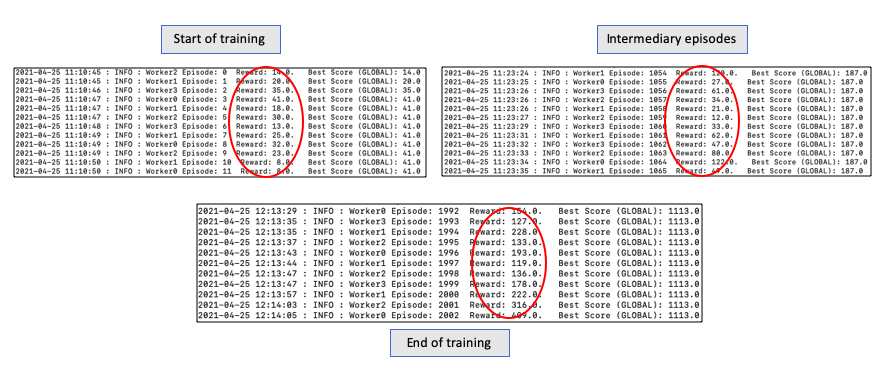 Start of training
2021-04-25 11:10:45 : INFO : Worker2 Episode: 0 Reward: 14.0. Best Score (GLOBAL): 14.0
2021-04-25 11:10:45 : INFO : Worker1 Episode: 1 Reward: 20.0. Best Score (GLOBAL): 20.0
2021-04-25 11:10:46 : INFO : Worker3 Episode: 2 Reward: 35.0. Best Score (GLOBAL): 35.0
2021-04-25 11:10:47 : INFO : Worker0 Episode: 3 Reward: 41.0. Best Score (GLOBAL): 41.0
2021-04-25 11:10:47 : INFO : Worker1 Episode: 4 Reward: 18.0. Best Score (GLOBAL): 41.0
2021-04-25 11:10:47 : INFO : Worker2 Episode: 5 Reward: 30.0. Best Score (GLOBAL): 41.0
2021-04-25 11:10:48 : INFO : Worker3 Episode: 6 Reward: 13.0. Best Score (GLOBAL): 41.0
2021-04-25 11:10:49 : INFO : Worker1 Episode: 7 Reward: 25.0. Best Score (GLOBAL): 41.0
2021-04-25 11:10:49 : INFO : Worker0 Episode: 8 Reward: 32.0. Best Score (GLOBAL): 41.0
2021-04-25 11:10:49 : INFO : Worker2 Episode: 9 Reward: 23.0. Best Score (GLOBAL): 41.0
2021-04-25 11:10:50 : INFO : Worker1 Episode: 10 Reward: 8.0. Best Score (GLOBAL): 41.0
2021-04-25 11:10:50 : INFO : Worker3 Episode: 11 Reward: 8.0. Best Score (GLOBAL): 41.0
Intermediary episodes
2021-04-25 11:23:24 : INFO : Worker1 Episode: 1054 Reward: Best Score (GLOBAL): 187.0
2021-04-25 11:23:25 : INFO : Worker0 Episode: 1055 Reward: 27.0. Best Score (GLOBAL): 187.0
2021-04-25 11:23:26 : INFO : Worker3 Episode: 1056 Reward: 61.0. Best Score (GLOBAL): 187.0
2021-04-25 11:23:26 : INFO : Worker2 Episode: 1057 Reward: 34.0. Best Score (GLOBAL): 187.0
2021-04-25 11:23:26 : INFO : Worker0 Episode: 1058 Reward: 21.0. Best Score (GLOBAL): 187.0
2021-04-25 11:23:27 : INFO : Worker2 Episode: 1059 Reward: 12.0. Best Score (GLOBAL): 187.0
2021-04-25 11:23:29 : INFO : Worker3 Episode: 1060 Reward: 33.0. Best Score (GLOBAL): 187.0
2021-04-25 11:23:31 : INFO : Worker1 Episode: 1061 Reward: 62.0. Best Score (GLOBAL): 187.0
2021-04-25 11:23:32 : INFO : Worker3 Episode: 1062 Reward: 47.0. Best Score (GLOBAL): 187.0
2021-04-25 11:23:33 : INFO : Worker2 Episode: 1063 Reward: 80.0. Best Score (GLOBAL): 187.0
2021-04-25 11:23:34 : INFO : Worker0 Episode: 1064 Reward: 122.0. Best Score (GLOBAL): 187.0
2021-04-25 11:23:35 : INFO : Worker1 Episode: 1065 Reward: Best Score (GLOBAL): 187.0
2021-04-25 12:13:29 : INFO : Worker0 Episode: 1992 Reward: 154.0. Best Score (GLOBAL): 1113.0
2021-04-25 12:13:35 : INFO : Worker3 Episode: 1993 Reward: 127.0. Best Score (GLOBAL): 1113.0
2021-04-25 12:13:35 : INFO : Worker1 Episode: 1994 Reward: 228.0. Best Score (GLOBAL): 1113.0
2021-04-25 12:13:37 : INFO : Worker2 Episode: 1995 Reward: 133.0. Best Score (GLOBAL): 1113.0
2021-04-25 12:13:43 : INFO : Worker0 Episode: 1996 Reward: 193.0. Best Score (GLOBAL): 1113.0
2021-04-25 12:13:44 : INFO : Worker1 Episode: 1997 Reward: 119.0. Best Score (GLOBAL): 1113.0
2021-04-25 12:13:47 : INFO : Worker2 Episode: 1998 Reward: 136.0. Best Score (GLOBAL): 1113.0
2021-04-25 12:13:47 : INFO : Worker3 Episode: 1999 Reward: 178.0. Best Score (GLOBAL): 1113.0
2021-04-25 12:13:57 : INFO : Worker1 Episode: 2000 Reward: 222.0. Best Score (GLOBAL): 1113.0
2021-04-25 12:14:03 : INFO : Worker2 Episode: 2001 Reward: 316.0. Best Score (GLOBAL): 1113.0
2021-04-25 12:14:05 : INFO : Worker0 Episode: 2002 Reward: 409.0. Best Score (GLOBAL): 1113.0
End of training